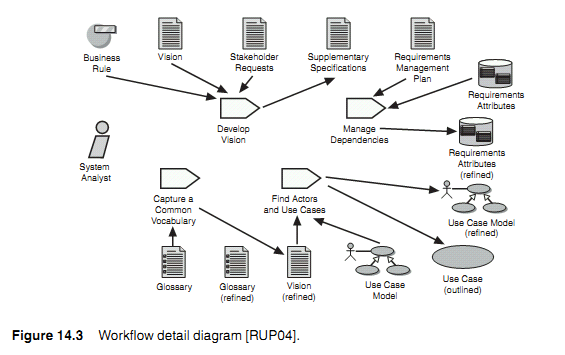 Business
Rule
Vision
Stakeholder
Requests
Supplementary
Specifications
Requirements
Management
Plan
Requirements
Attributes
Develop
Vision
Manage
Dependencies
Requirements
Attributes
(refined)
System
Analyst
Capture a
Common
Vocabulary
Find Actors
and Use Cases
Use Case Model
(refined)
Glossary
Glossary
(refined)
Vision
(refined)
Use Case
Model
Use Case
(outlined)
Figure 14.3 Workflow detail diagram [RUP04].